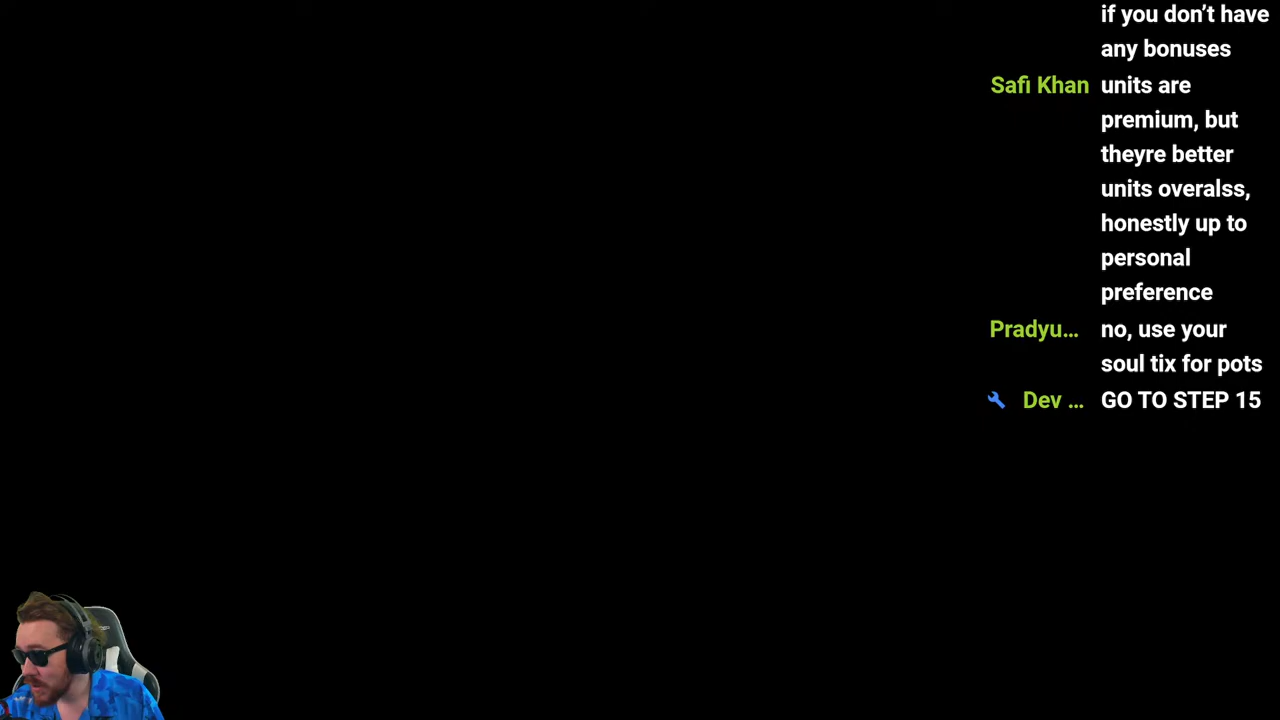 if you don’t have
any bonuses
Safi Khan units are
premium, but
theyre better
units overalss,
honestly up to
personal
preference
Pradyu… no, use your
soul tix for pots
Dev … GO TO STEP 15